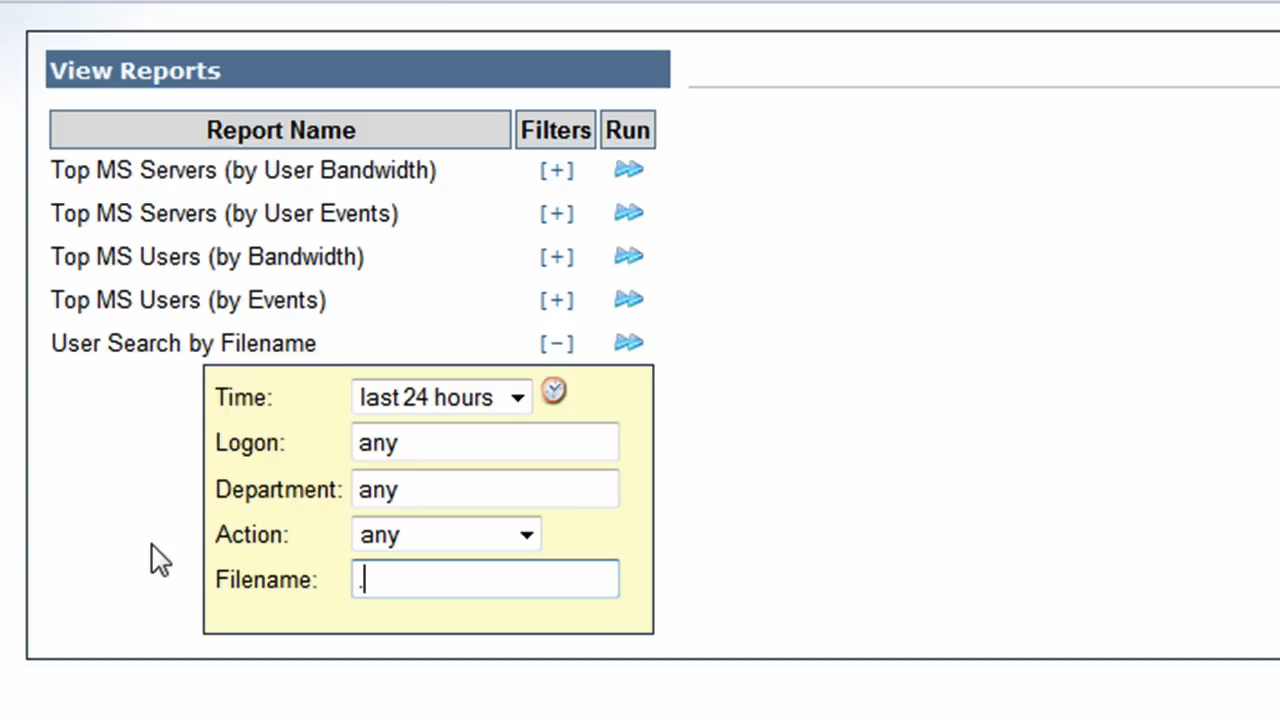 View Reports
Report Name Filters Run
Top MS Servers (by User Bandwidth) [+]
Top MS Servers (by User Events) [+]
Top MS Users (by Bandwidth) [+]
Top MS Users (by Events) [+]
User Search by Filename [−]
Time: last 24 hours
Logon: any
Department: any
Action: any
Filename: .